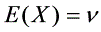 E(X) = ν